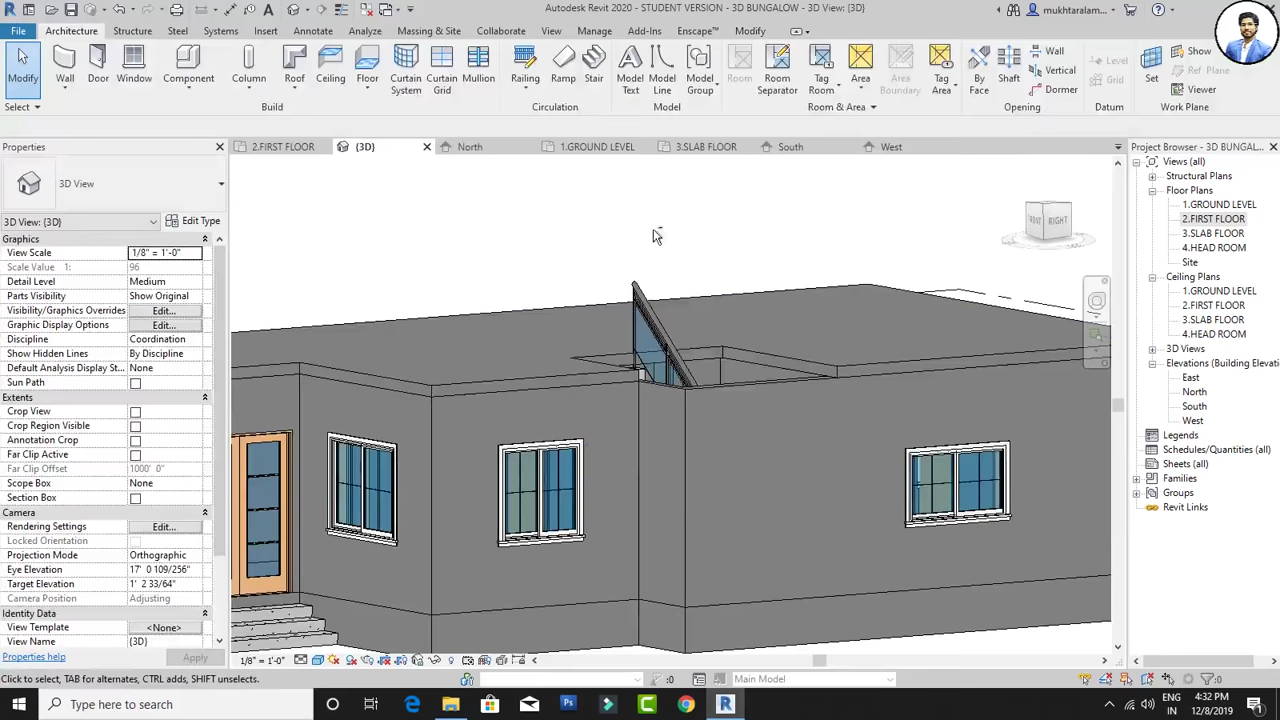 Autodesk Revit 2020 - STUDENT VERSION - 3D BUNGALOW - 3D View: {3D}
mukhtaralam...
File Architecture Structure Steel Systems Insert Annotate Analyze Massing & Site Collaborate View Manage Add-Ins Enscape™ Modify
Modify Wall Door Window Component Column Roof Ceiling Floor Curtain System Curtain Grid Mullion Railing Ramp Stair Model Text Model Line Model Group Room Room Separator Tag Room Area Area Boundary Tag Area By Face Shaft Wall Vertical Dormer Level Grid Set Show Ref Plane Viewer
Select Build Circulation Model Room & Area Opening Datum Work Plane
Properties
2.FIRST FLOOR {3D} North 1.GROUND LEVEL 3.SLAB FLOOR South West
Project Browser - 3D BUNGAL...
3D View
3D View: {3D} Edit Type
Graphics
View Scale 1/8" = 1'-0"
Scale Value 1: 96
Detail Level Medium
Parts Visibility Show Original
Visibility/Graphics Overrides Edit...
Graphic Display Options Edit...
Discipline Coordination
Show Hidden Lines By Discipline
Default Analysis Display St... None
Sun Path
Extents
Crop View
Crop Region Visible
Annotation Crop
Far Clip Active
Far Clip Offset 1000' 0"
Scope Box None
Section Box
Camera
Rendering Settings Edit...
Locked Orientation
Projection Mode Orthographic
Eye Elevation 17' 0 109/256"
Target Elevation 1' 2 33/64"
Camera Position Adjusting
Identity Data
View Template <None>
View Name {3D}
Properties help Apply
FRONT RIGHT
Views (all)
Structural Plans
Floor Plans
1.GROUND LEVEL
2.FIRST FLOOR
3.SLAB FLOOR
4.HEAD ROOM
Site
Ceiling Plans
1.GROUND LEVEL
2.FIRST FLOOR
3.SLAB FLOOR
4.HEAD ROOM
3D Views
Elevations (Building Elevati
East
North
South
West
Legends
Schedules/Quantities (all)
Sheets (all)
Families
Groups
Revit Links
1/8" = 1'-0"
Click to select, TAB for alternates, CTRL adds, SHIFT unselects.
:0 Main Model :0
Type here to search
ENG 4:32 PM
IN 12/8/2019